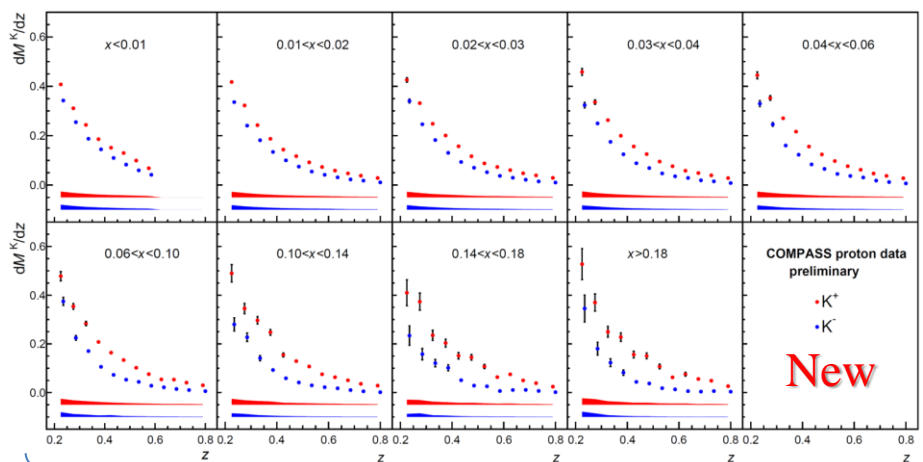 dM^K/dz
0.6
0.4
0.2
0.0
x<0.01
0.01<x<0.02
0.02<x<0.03
0.03<x<0.04
0.04<x<0.06
dM^K/dz
0.6
0.4
0.2
0.0
0.06<x<0.10
0.10<x<0.14
0.14<x<0.18
x>0.18
COMPASS proton data
preliminary
K+
K-
New
0.2 0.4 0.6 0.8 0.2 0.4 0.6 0.8 0.2 0.4 0.6 0.8 0.2 0.4 0.6 0.8 0.2 0.4 0.6 0.8
z z z z z